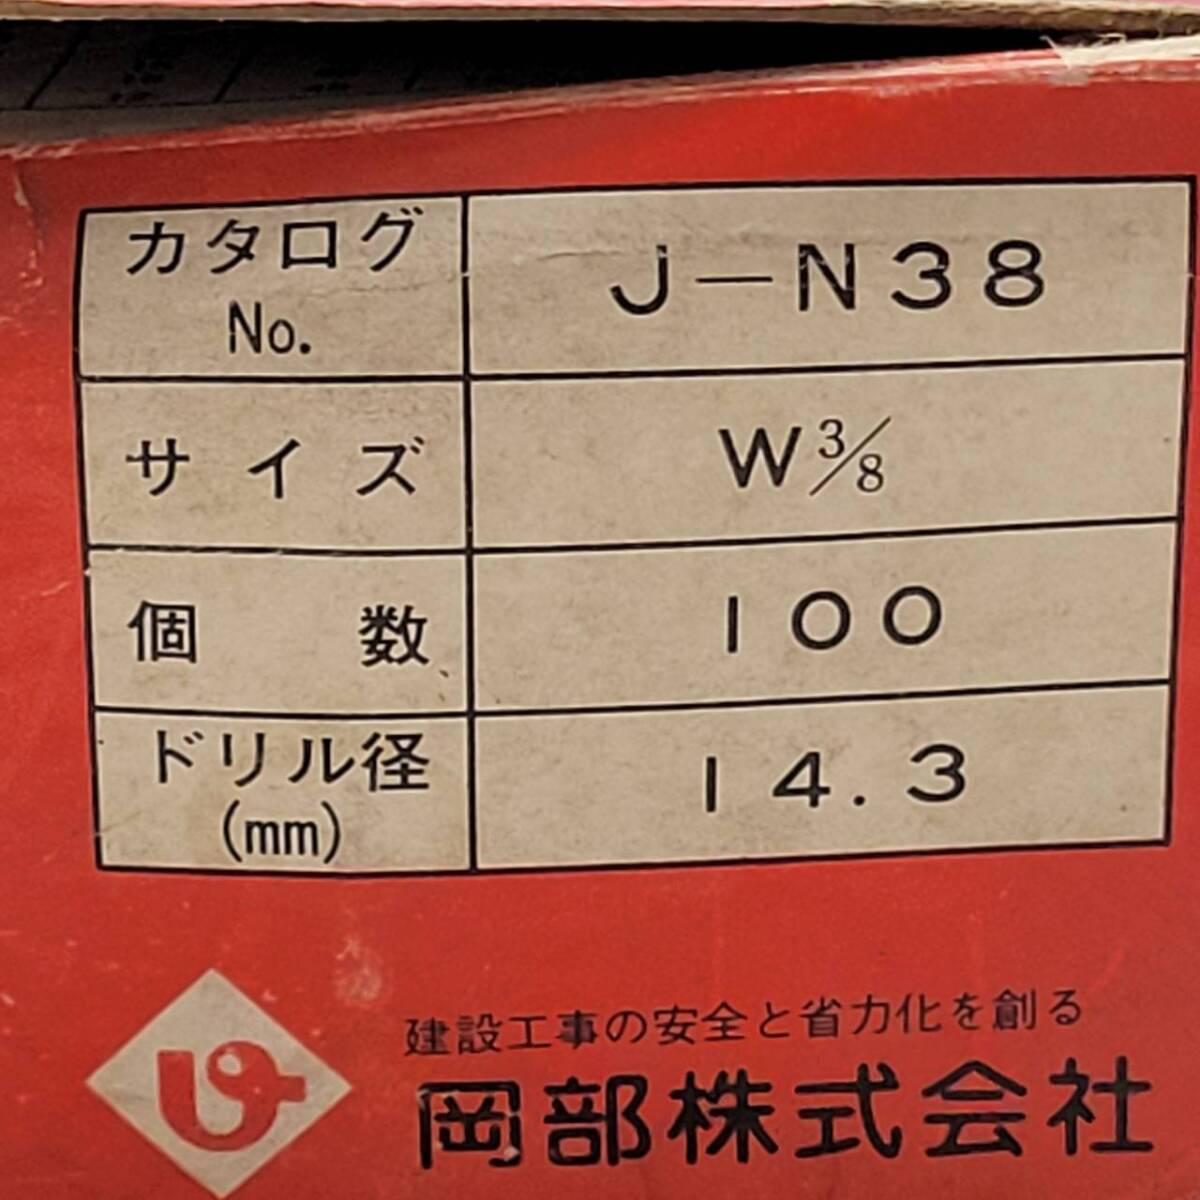 カタログ
No.
J-N38
サイズ
W3/8
個数
100
ドリル径
(mm)
14.3
建設工事の安全と省力化を創る
岡部株式会社